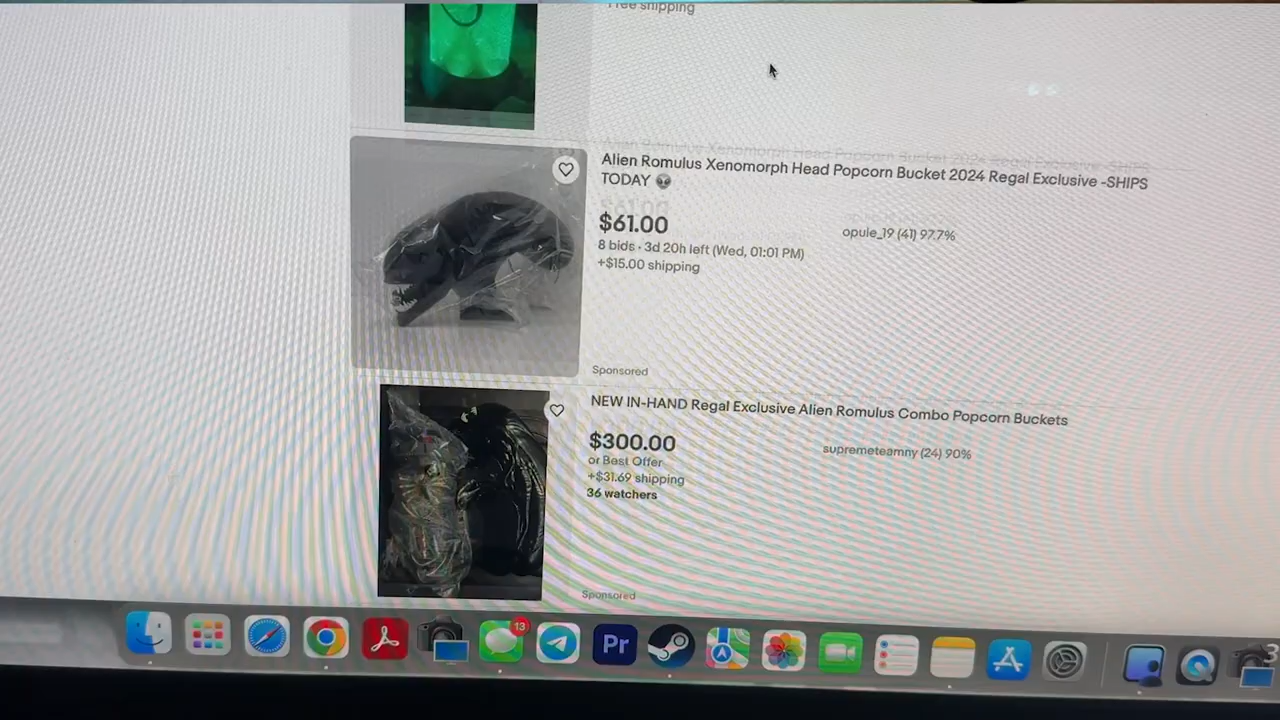 Free shipping
Alien Romulus Xenomorph Head Popcorn Bucket 2024 Regal Exclusive -SHIPS
TODAY 👽
$61.00
opule_19 (41) 97.7%
8 bids · 3d 20h left (Wed, 01:01 PM)
+$15.00 shipping
Sponsored
NEW IN-HAND Regal Exclusive Alien Romulus Combo Popcorn Buckets
$300.00
supremeteamny (24) 90%
or Best Offer
+$31.69 shipping
36 watchers
Sponsored
13
Pr
3